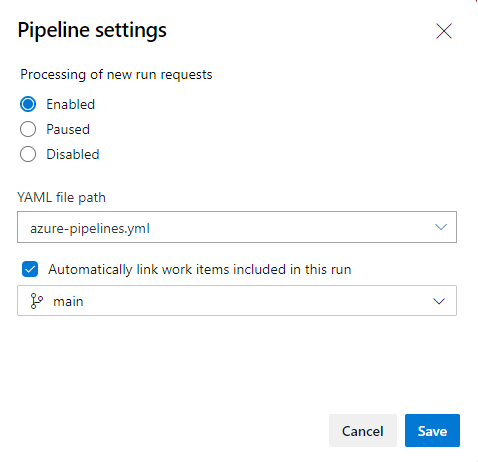 Pipeline settings
Processing of new run requests
Enabled
Paused
Disabled
YAML file path
azure-pipelines.yml
Automatically link work items included in this run
main
Cancel
Save